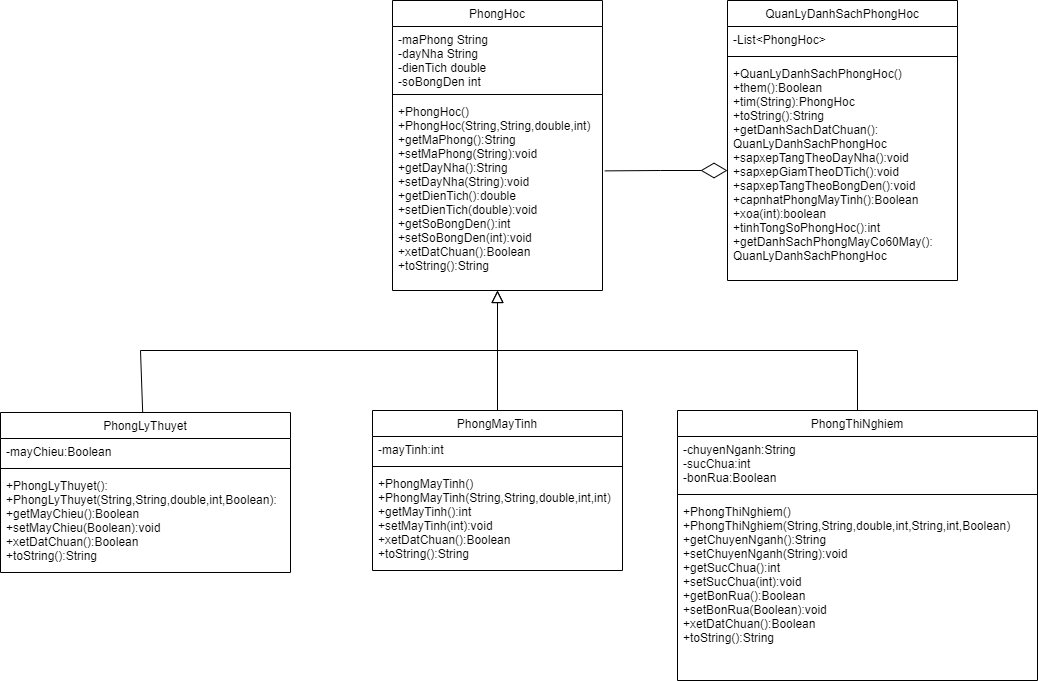 PhongHoc
-maPhong String
-dayNha String
-dienTich double
-soBongDen int
+PhongHoc()
+PhongHoc(String,String,double,int)
+getMaPhong():String
+setMaPhong(String):void
+getDayNha():String
+setDayNha(String):void
+getDienTich():double
+setDienTich(double):void
+getSoBongDen():int
+setSoBongDen(int):void
+xetDatChuan():Boolean
+toString():String
QuanLyDanhSachPhongHoc
-List<PhongHoc>
+QuanLyDanhSachPhongHoc()
+them():Boolean
+tim(String):PhongHoc
+toString():String
+getDanhSachDatChuan():
QuanLyDanhSachPhongHoc
+sapxepTangTheoDayNha():void
+sapxepGiamTheoDTich():void
+sapxepTangTheoBongDen():void
+capnhatPhongMayTinh():Boolean
+xoa(int):boolean
+tinhTongSoPhongHoc():int
+getDanhSachPhongMayCo60May():
QuanLyDanhSachPhongHoc
PhongLyThuyet
-mayChieu:Boolean
+PhongLyThuyet():
+PhongLyThuyet(String,String,double,int,Boolean):
+getMayChieu():Boolean
+setMayChieu(Boolean):void
+xetDatChuan():Boolean
+toString():String
PhongMayTinh
-mayTinh:int
+PhongMayTinh()
+PhongMayTinh(String,String,double,int,int)
+getMayTinh():int
+setMayTinh(int):void
+xetDatChuan():Boolean
+toString():String
PhongThiNghiem
-chuyenNganh:String
-sucChua:int
-bonRua:Boolean
+PhongThiNghiem()
+PhongThiNghiem(String,String,double,int,String,int,Boolean)
+getChuyenNganh():String
+setChuyenNganh(String):void
+getSucChua():int
+setSucChua(int):void
+getBonRua():Boolean
+setBonRua(Boolean):void
+xetDatChuan():Boolean
+toString():String